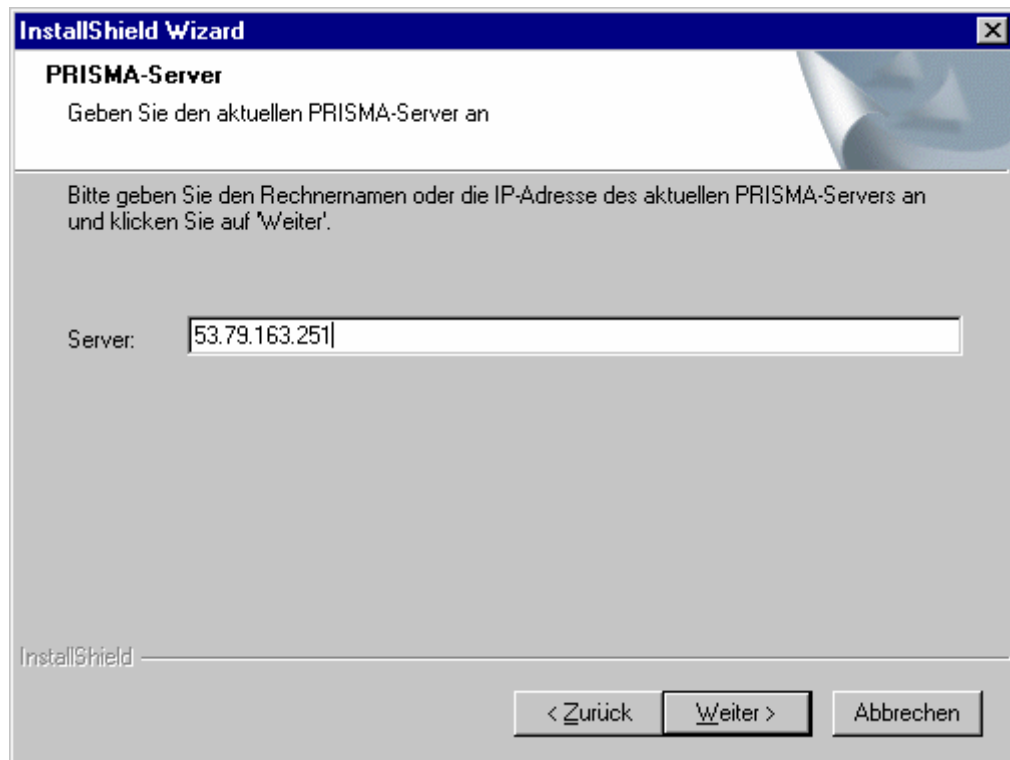 InstallShield Wizard
PRISMA-Server
Geben Sie den aktuellen PRISMA-Server an
Bitte geben Sie den Rechnernamen oder die IP-Adresse des aktuellen PRISMA-Servers an
und klicken Sie auf 'Weiter'.
Server: 53.79.163.251
InstallShield
< Zurück Weiter > Abbrechen